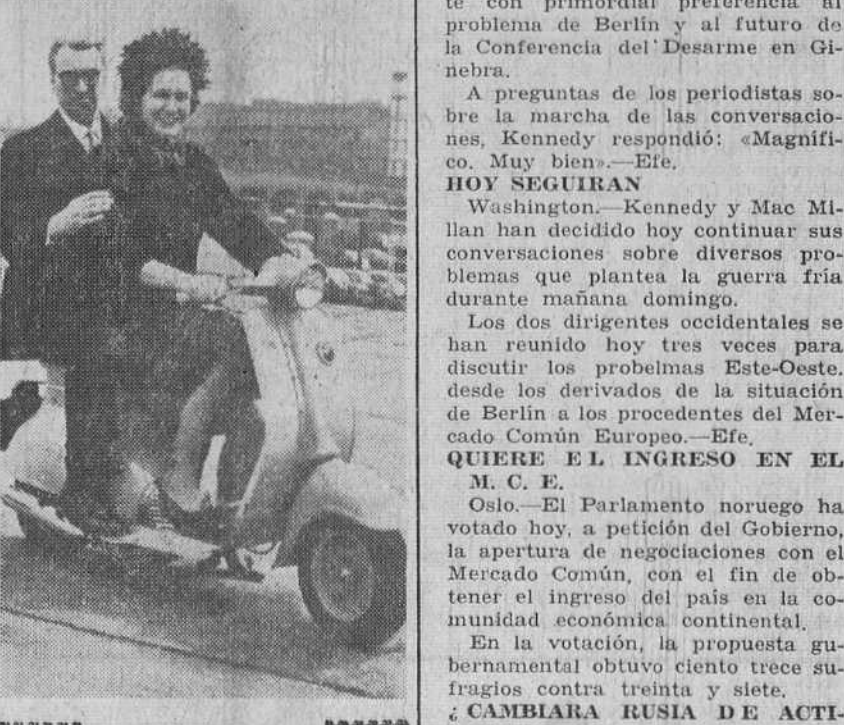 te con primordial preferencia al
problema de Berlín y al futuro de
la Conferencia del Desarme en Gi-
nebra.
A preguntas de los periodistas so-
bre la marcha de las conversacio-
nes, Kennedy respondió: «Magnífi-
co. Muy bien».—Efe.
HOY SEGUIRAN
Washington.—Kennedy y Mac Mi-
llan han decidido hoy continuar sus
conversaciones sobre diversos pro-
blemas que plantea la guerra fría
durante mañana domingo.
Los dos dirigentes occidentales se
han reunido hoy tres veces para
discutir los probelmas Este-Oeste.
desde los derivados de la situación
de Berlín a los procedentes del Mer-
cado Común Europeo.—Efe.
QUIERE EL INGRESO EN EL
M. C. E.
Oslo.—El Parlamento noruego ha
votado hoy, a petición del Gobierno,
la apertura de negociaciones con el
Mercado Común, con el fin de ob-
tener el ingreso del país en la co-
munidad económica continental.
En la votación, la propuesta gu-
bernamental obtuvo ciento trece su-
fragios contra treinta y siete.
¿ CAMBIARA RUSIA DE ACTI-